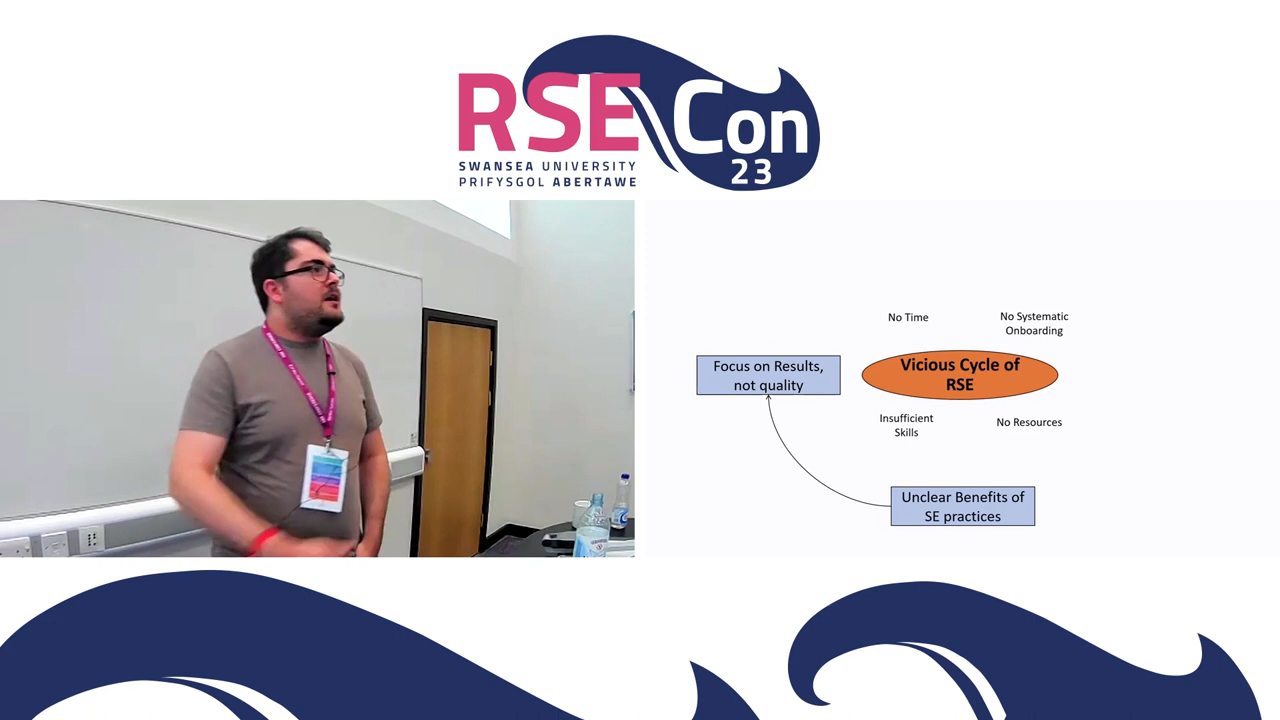 RSE Con
23
SWANSEA UNIVERSITY
PRIFYSGOL ABERTAWE
No Time
No Systematic
Onboarding
Focus on Results,
not quality
Vicious Cycle of
RSE
Insufficient
Skills
No Resources
Unclear Benefits of
SE practices